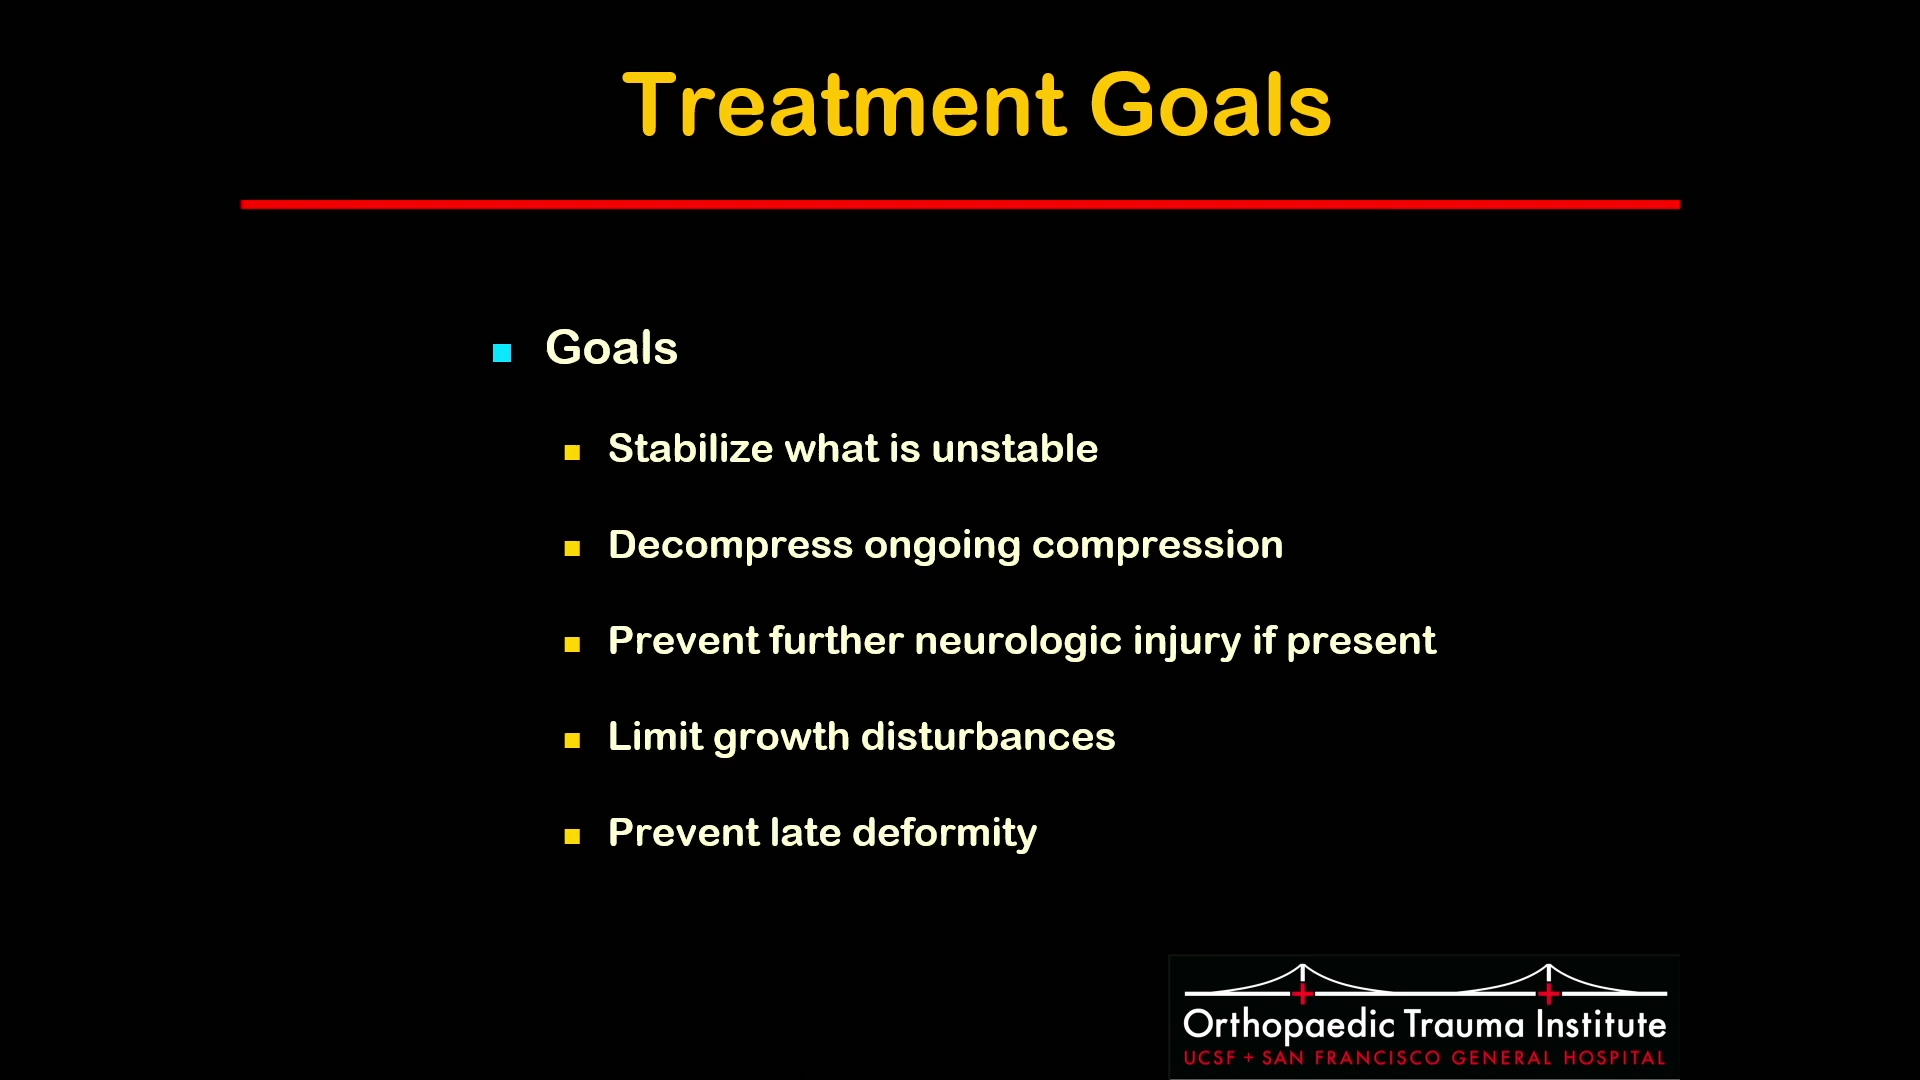 Treatment Goals
Goals
Stabilize what is unstable
Decompress ongoing compression
Prevent further neurologic injury if present
Limit growth disturbances
Prevent late deformity
Orthopaedic Trauma Institute
UCSF + SAN FRANCISCO GENERAL HOSPITAL